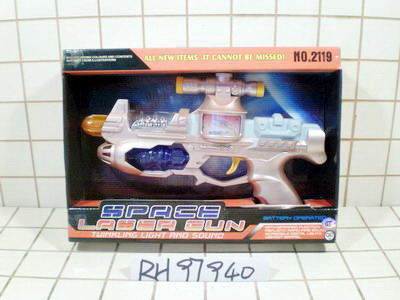 ALL NEW ITEMS IT CANNOT BE MISSED!
NO.2119
SPACE
LASER GUN
TWINKLING LIGHT AND SOUND
BATTERY OPERATED
RH97940